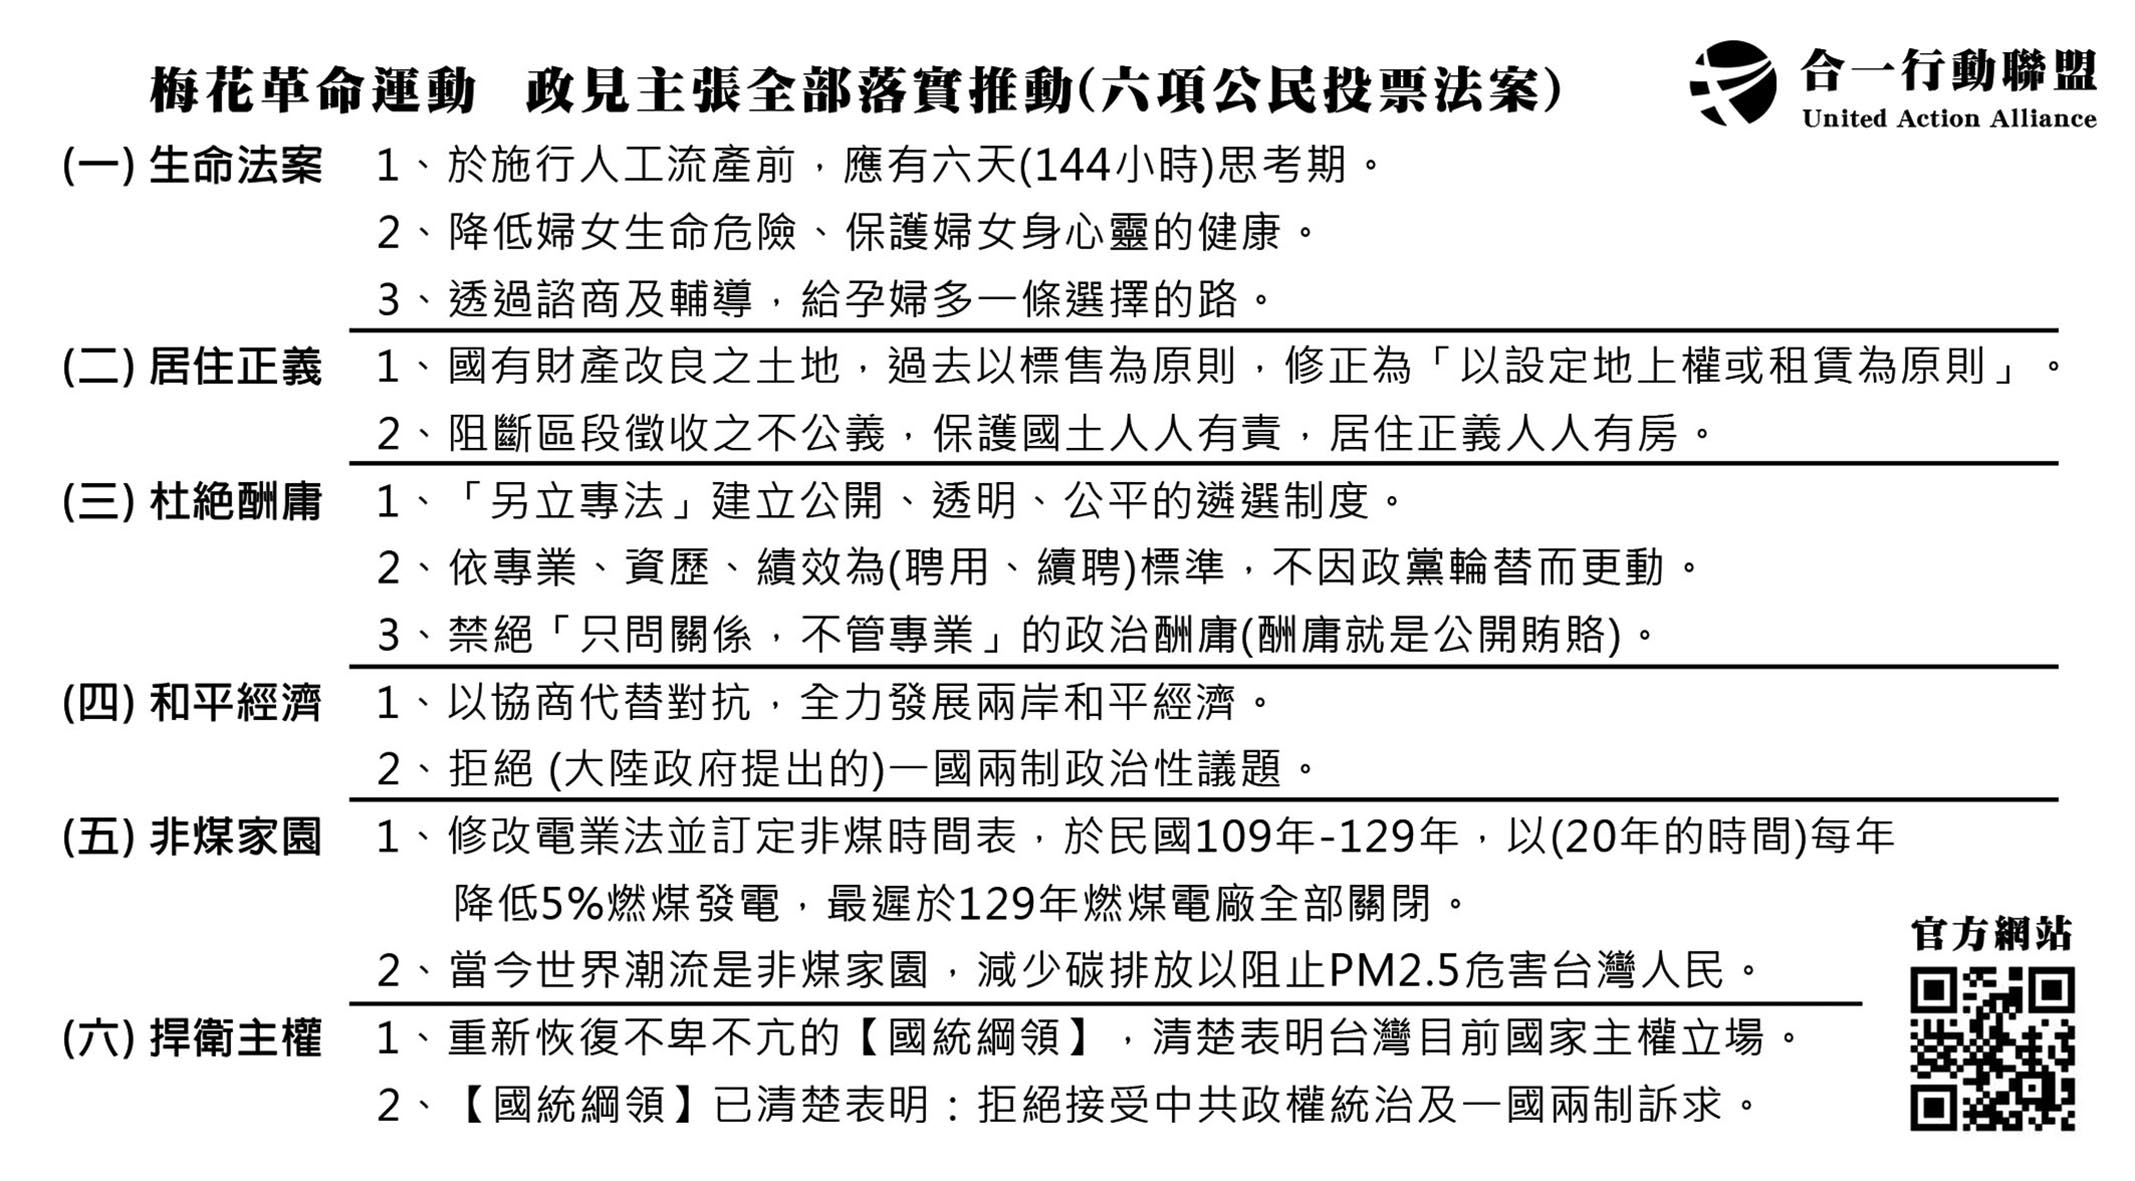 梅花革命運動 政見主張全部落實推動(六項公民投票法案)
合一行動聯盟
United Action Alliance
(一) 生命法案 1、於施行人工流產前，應有六天(144小時)思考期。
2、降低婦女生命危險、保護婦女身心靈的健康。
3、透過諮商及輔導，給孕婦多一條選擇的路。
(二) 居住正義 1、國有財產改良之土地，過去以標售為原則，修正為「以設定地上權或租賃為原則」。
2、阻斷區段徵收之不公義，保護國土人人有責，居住正義人人有房。
(三) 杜絕酬庸 1、「另立專法」建立公開、透明、公平的遴選制度。
2、依專業、資歷、績效為(聘用、續聘)標準，不因政黨輪替而更動。
3、禁絕「只問關係，不管專業」的政治酬庸(酬庸就是公開賄賂)。
(四) 和平經濟 1、以協商代替對抗，全力發展兩岸和平經濟。
2、拒絕 (大陸政府提出的)一國兩制政治性議題。
(五) 非煤家園 1、修改電業法並訂定非煤時間表，於民國109年-129年，以(20年的時間)每年
降低5%燃煤發電，最遲於129年燃煤電廠全部關閉。
2、當今世界潮流是非煤家園，減少碳排放以阻止PM2.5危害台灣人民。
(六) 捍衛主權 1、重新恢復不卑不亢的【國統綱領】，清楚表明台灣目前國家主權立場。
2、【國統綱領】已清楚表明：拒絕接受中共政權統治及一國兩制訴求。
官方網站